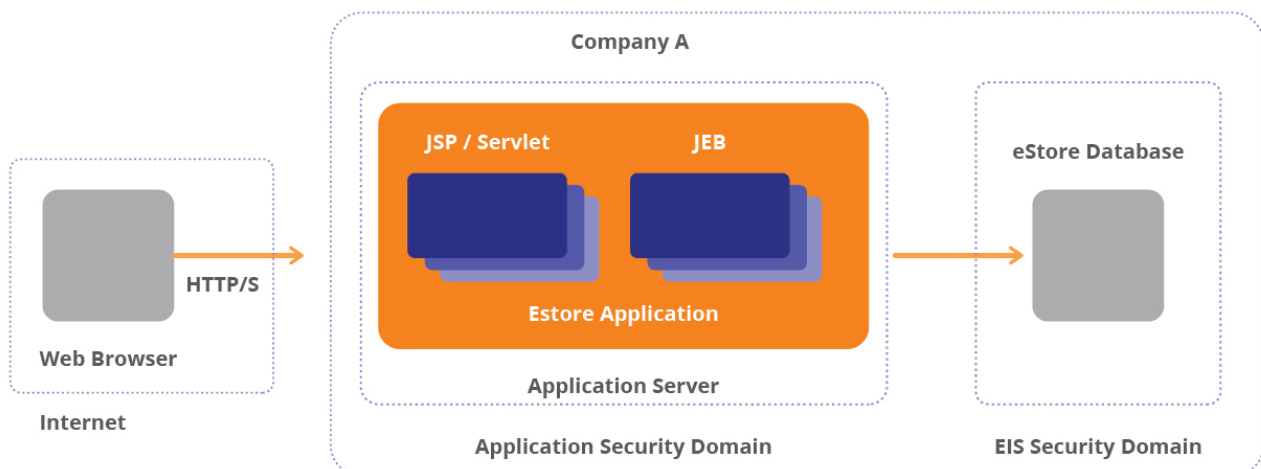 Company A
JSP / Servlet
JEB
eStore Database
HTTP/S
Estore Application
Web Browser
Application Server
Internet
Application Security Domain
EIS Security Domain